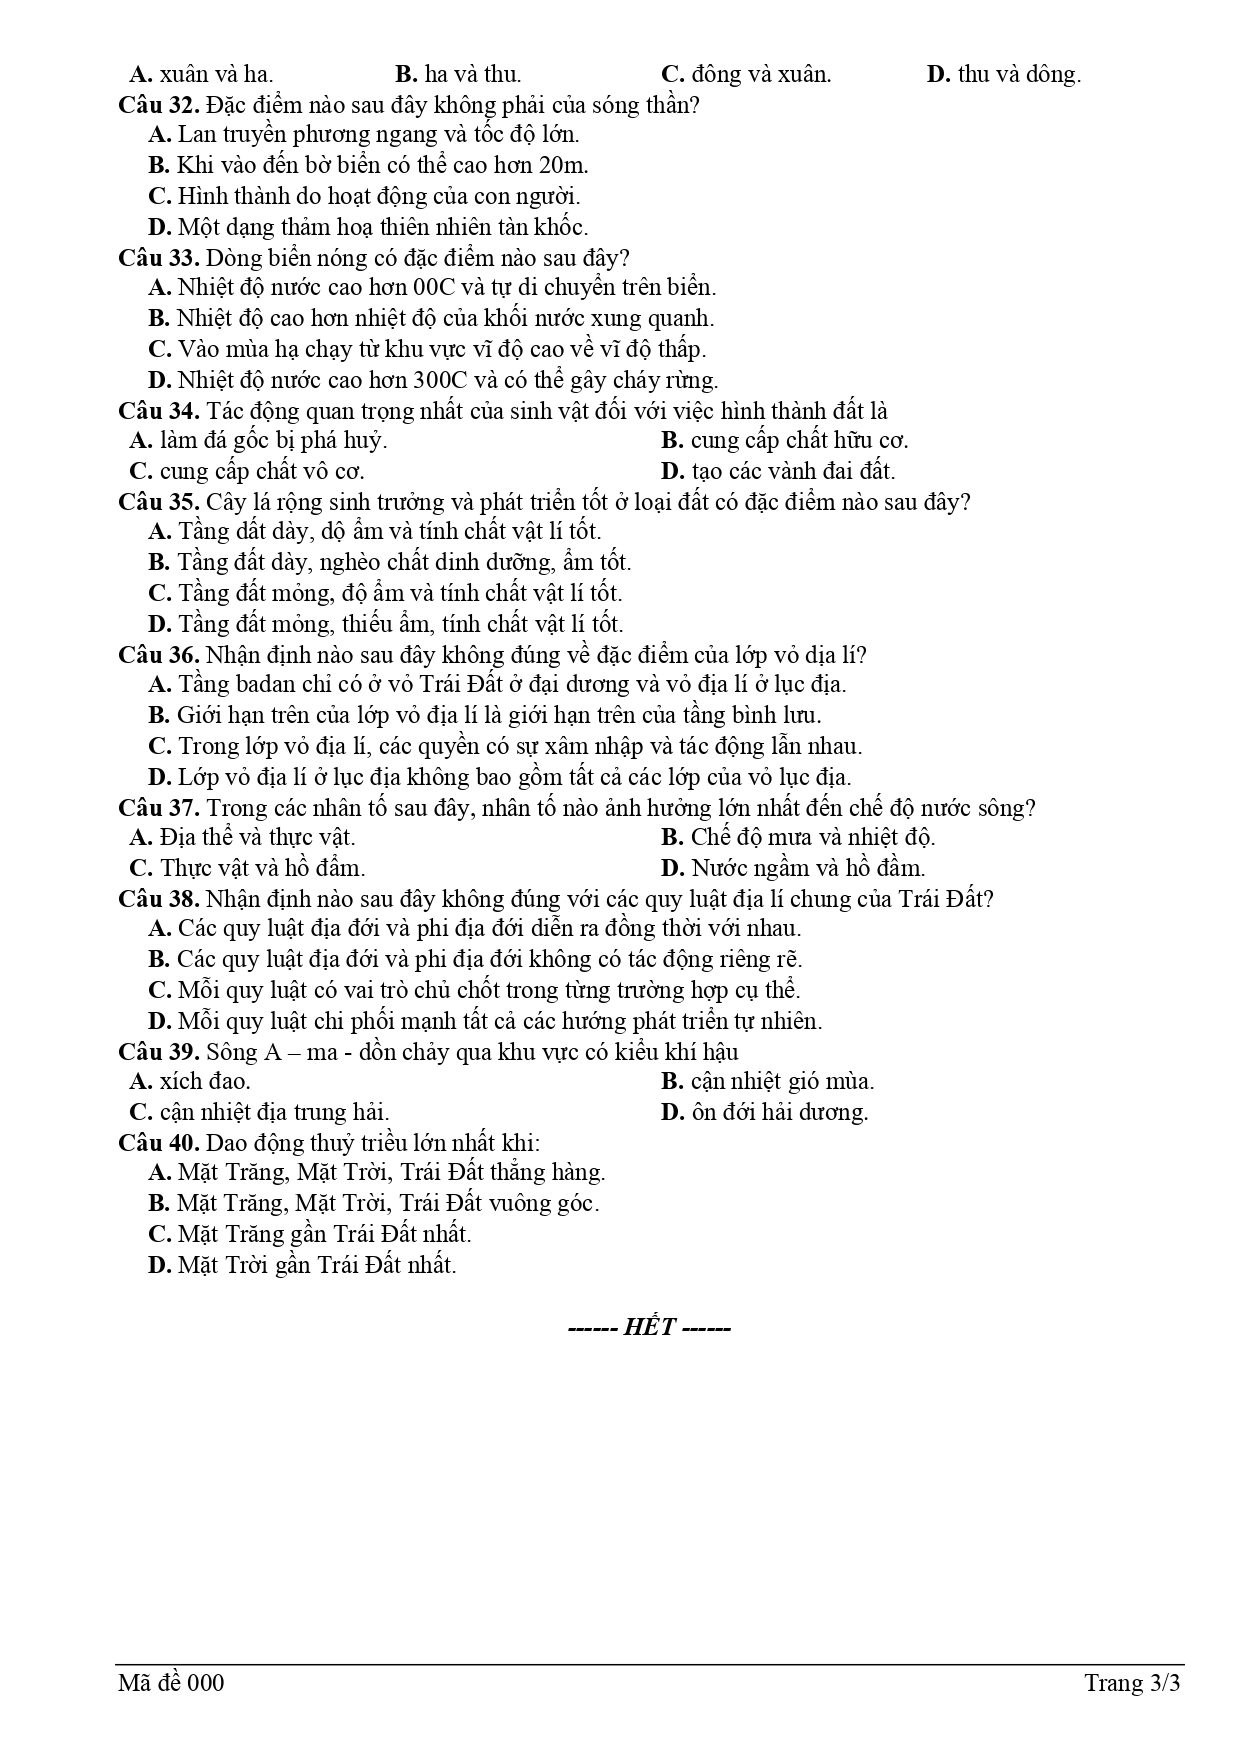 A. xuân và ha. B. ha và thu. C. đông và xuân. D. thu và dông.
Câu 32. Đặc điểm nào sau đây không phải của sóng thần?
A. Lan truyền phương ngang và tốc độ lớn.
B. Khi vào đến bờ biển có thể cao hơn 20m.
C. Hình thành do hoạt động của con người.
D. Một dạng thảm hoạ thiên nhiên tàn khốc.
Câu 33. Dòng biển nóng có đặc điểm nào sau đây?
A. Nhiệt độ nước cao hơn 00C và tự di chuyển trên biển.
B. Nhiệt độ cao hơn nhiệt độ của khối nước xung quanh.
C. Vào mùa hạ chạy từ khu vực vĩ độ cao về vĩ độ thấp.
D. Nhiệt độ nước cao hơn 300C và có thể gây cháy rừng.
Câu 34. Tác động quan trọng nhất của sinh vật đối với việc hình thành đất là
A. làm đá gốc bị phá huỷ. B. cung cấp chất hữu cơ.
C. cung cấp chất vô cơ. D. tạo các vành đai đất.
Câu 35. Cây lá rộng sinh trưởng và phát triển tốt ở loại đất có đặc điểm nào sau đây?
A. Tầng dất dày, dộ ẩm và tính chất vật lí tốt.
B. Tầng đất dày, nghèo chất dinh dưỡng, ẩm tốt.
C. Tầng đất mỏng, độ ẩm và tính chất vật lí tốt.
D. Tầng đất mỏng, thiếu ẩm, tính chất vật lí tốt.
Câu 36. Nhận định nào sau đây không đúng về đặc điểm của lớp vỏ dịa lí?
A. Tầng badan chỉ có ở vỏ Trái Đất ở đại dương và vỏ địa lí ở lục địa.
B. Giới hạn trên của lớp vỏ địa lí là giới hạn trên của tầng bình lưu.
C. Trong lớp vỏ địa lí, các quyền có sự xâm nhập và tác động lẫn nhau.
D. Lớp vỏ địa lí ở lục địa không bao gồm tất cả các lớp của vỏ lục địa.
Câu 37. Trong các nhân tố sau đây, nhân tố nào ảnh hưởng lớn nhất đến chế độ nước sông?
A. Địa thể và thực vật. B. Chế độ mưa và nhiệt độ.
C. Thực vật và hồ đẩm. D. Nước ngầm và hồ đầm.
Câu 38. Nhận định nào sau đây không đúng với các quy luật địa lí chung của Trái Đất?
A. Các quy luật địa đới và phi địa đới diễn ra đồng thời với nhau.
B. Các quy luật địa đới và phi địa đới không có tác động riêng rẽ.
C. Mỗi quy luật có vai trò chủ chốt trong từng trường hợp cụ thể.
D. Mỗi quy luật chi phối mạnh tất cả các hướng phát triển tự nhiên.
Câu 39. Sông A – ma - dồn chảy qua khu vực có kiểu khí hậu
A. xích đao. B. cận nhiệt gió mùa.
C. cận nhiệt địa trung hải. D. ôn đới hải dương.
Câu 40. Dao động thuỷ triều lớn nhất khi:
A. Mặt Trăng, Mặt Trời, Trái Đất thẳng hàng.
B. Mặt Trăng, Mặt Trời, Trái Đất vuông góc.
C. Mặt Trăng gần Trái Đất nhất.
D. Mặt Trời gần Trái Đất nhất.
------ HẾT ------
Mã đề 000 Trang 3/3